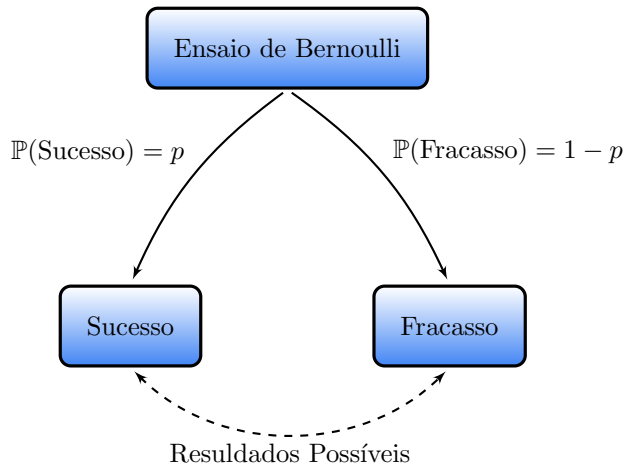 Ensaio de Bernoulli
ℙ(Sucesso) = p
ℙ(Fracasso) = 1 − p
Sucesso
Fracasso
Resuldados Possíveis